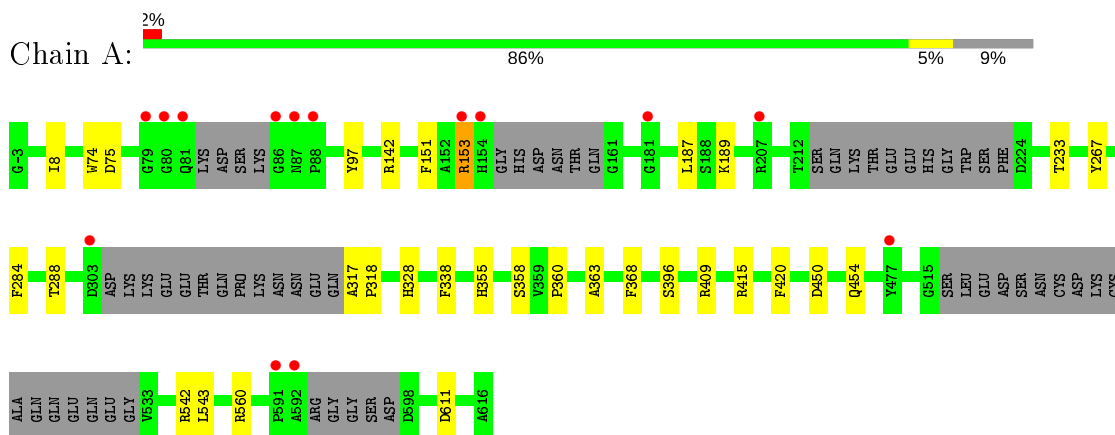 2%
Chain A:
86% 5% 9%
G-3 I8 W74 D75 G79 G80 Q81 LYS ASP SER LYS G86 N87 P88 Y97 R142 F151 A152 R153 H154 GLY HIS ASP ASN THR GLN G161 G181 L187 S188 K189 R207 T212 SER GLN LYS THR GLU GLU HIS GLY TRP SER PHE D224 T233 Y267
F284 T288 D303 ASP LYS LYS GLU GLU THR GLN PRO LYS ASN ASN GLU GLN A317 P318 H328 F338 H355 S358 V359 P360 A363 F368 S396 R409 R415 F420 D450 Q454 Y477 G515 SER LEU GLU ASP SER ASN CYS ASP LYS CYS
ALA GLN GLN GLU GLN GLU GLY V533 R542 L543 R560 P591 A592 ARG GLY GLY SER ASP D598 D611 A616